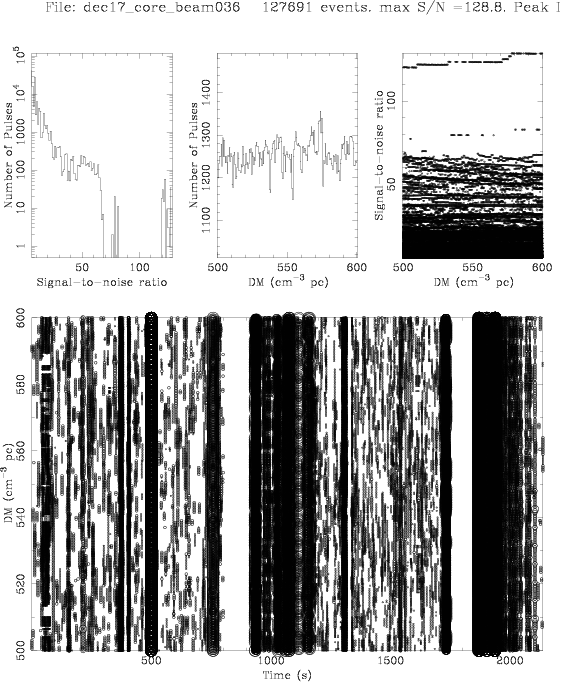 File: dec17_core_beam036 127691 events. max S/N =128.8. Peak I
Number of Pulses
1 10 100 1000 10^4 10^5
50 100
Signal-to-noise ratio
Number of Pulses
1100 1200 1300 1400
500 550 600
DM (cm^-3 pc)
Signal-to-noise ratio
50 100
500 550 600
DM (cm^-3 pc)
DM (cm^-3 pc)
500 520 540 560 580 600
500 1000 1500 2000
Time (s)